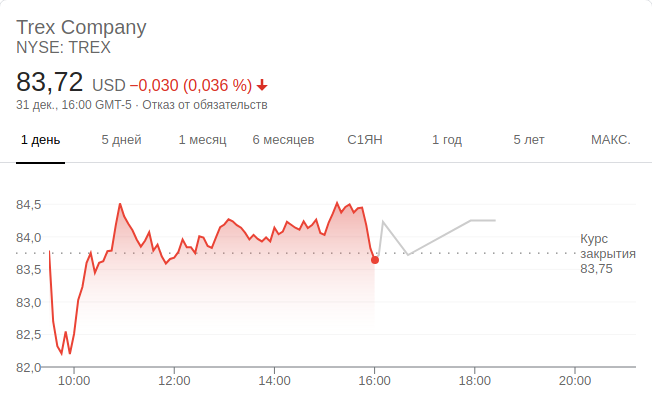 Trex Company
NYSE: TREX
83,72 USD −0,030 (0,036 %)
31 дек., 16:00 GMT-5 · Отказ от обязательств
1 день 5 дней 1 месяц 6 месяцев С1ЯН 1 год 5 лет МАКС.
84,5
84,0
83,5
83,0
82,5
82,0
Курс
закрытия
83,75
10:00 12:00 14:00 16:00 18:00 20:00